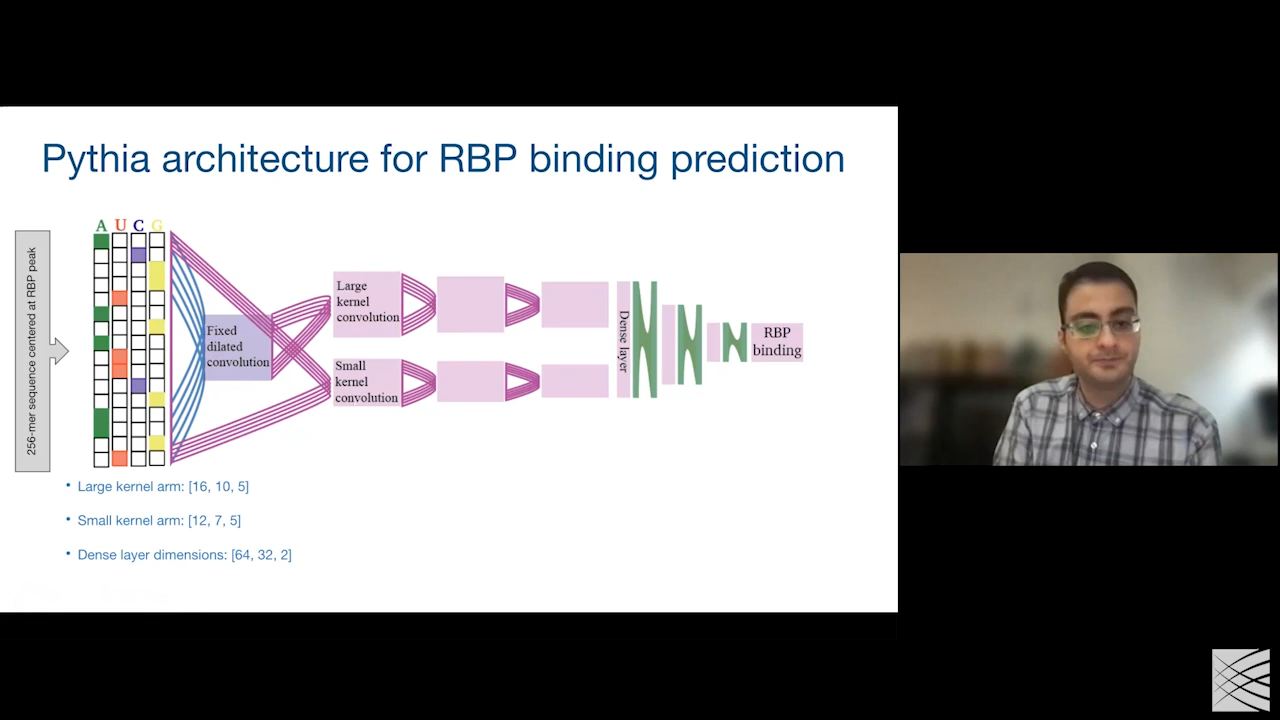 Pythia architecture for RBP binding prediction
256-mer sequence centered at RBP peak
A U C G
Fixed
dilated
convolution
Large
kernel
convolution
Small
kernel
convolution
Dense layer
RBP
binding
• Large kernel arm: [16, 10, 5]
• Small kernel arm: [12, 7, 5]
• Dense layer dimensions: [64, 32, 2]